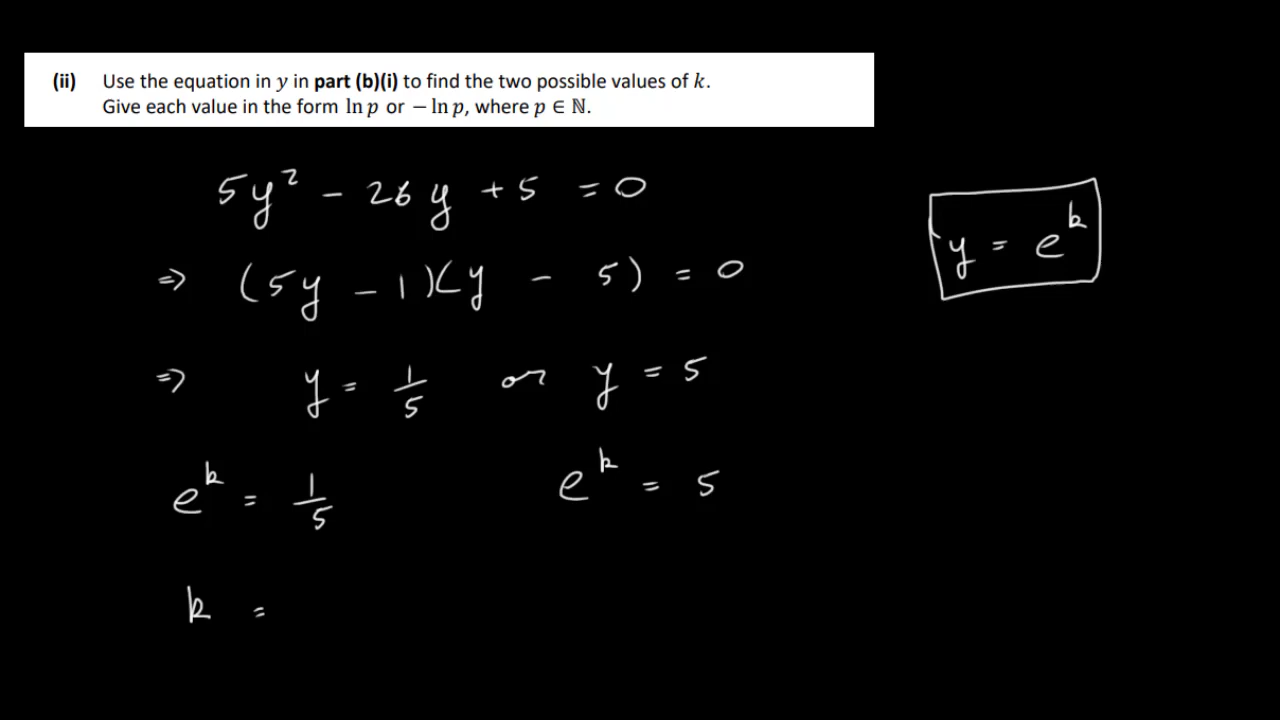 (ii) Use the equation in y in part (b)(i) to find the two possible values of k.
Give each value in the form ln p or − ln p, where p ∈ ℕ.
5y² - 26y + 5 = 0
y = e^k
=> (5y - 1)(y - 5) = 0
=> y = 1/5 or y = 5
e^k = 1/5 e^k = 5
k =